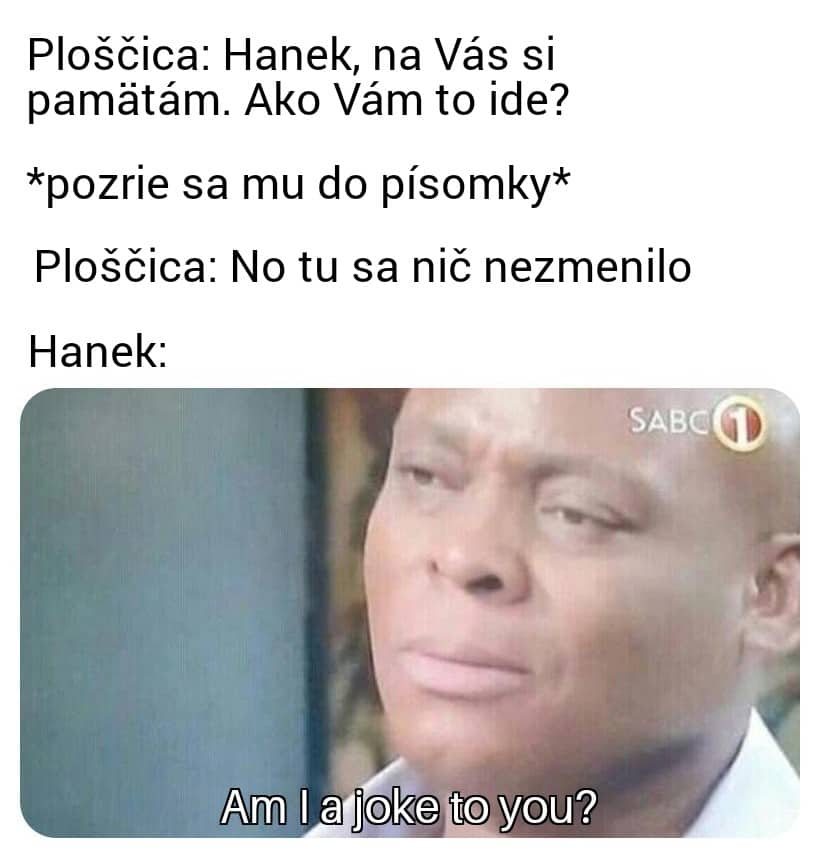 Ploščica: Hanek, na Vás si
pamätám. Ako Vám to ide?
*pozrie sa mu do písomky*
Ploščica: No tu sa nič nezmenilo
Hanek:
SABC 1
Am I a joke to you?